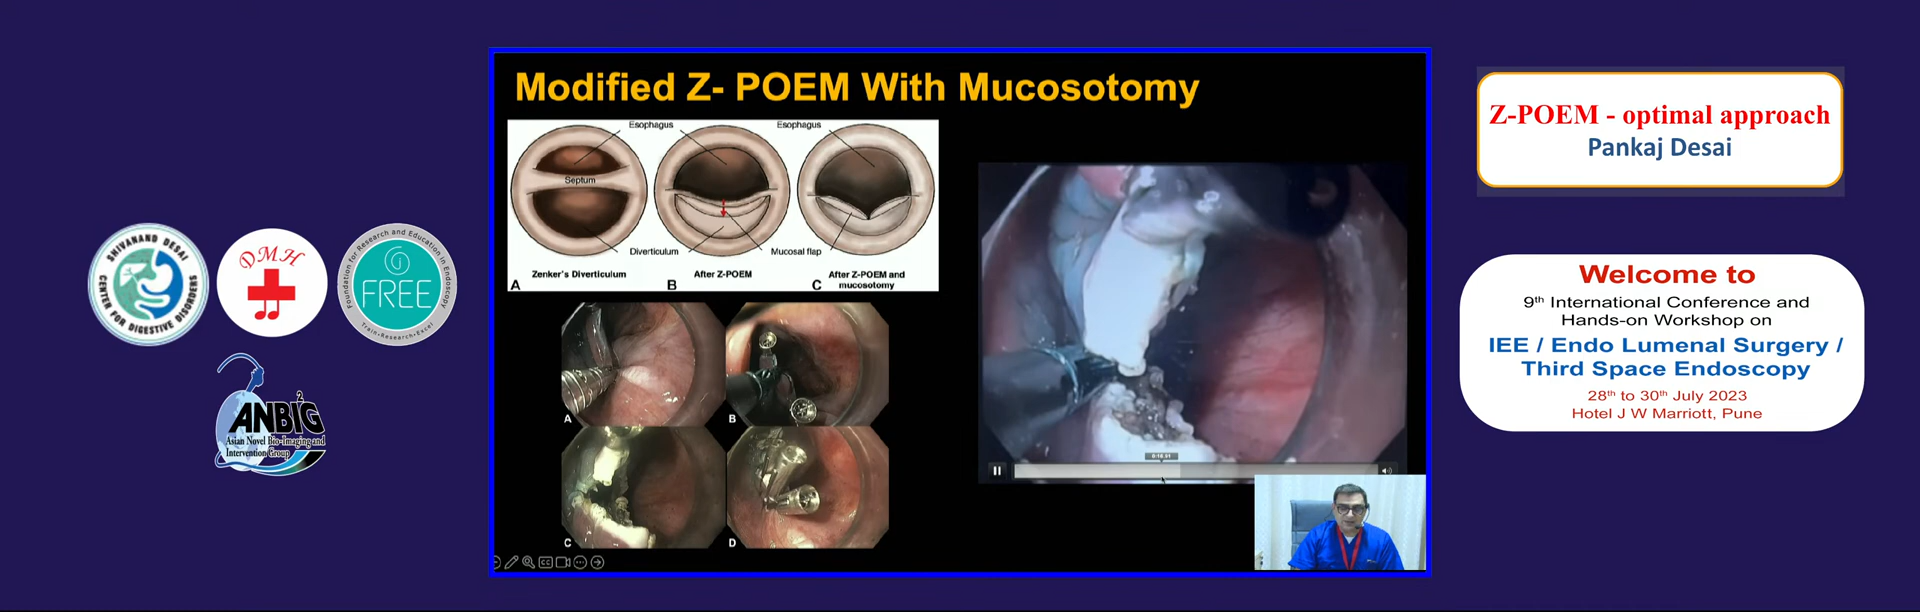 SHIVANAND DESAI
CENTER FOR DIGESTIVE DISORDERS
DMH
Foundation for Research and Education in Endoscopy
FREE
Train•Research•Excel
ANBIG
2
Asian Novel Bio-Imaging and
Intervention Group
Modified Z- POEM With Mucosotomy
Esophagus
Esophagus
Septum
Diverticulum
Mucosal flap
Zenker's Diverticulum
After Z-POEM
After Z-POEM and
mucosotomy
A
B
C
A
B
C
D
CC
Z-POEM - optimal approach
Pankaj Desai
Welcome to
9th International Conference and
Hands-on Workshop on
IEE / Endo Lumenal Surgery /
Third Space Endoscopy
28th to 30th July 2023
Hotel J W Marriott, Pune